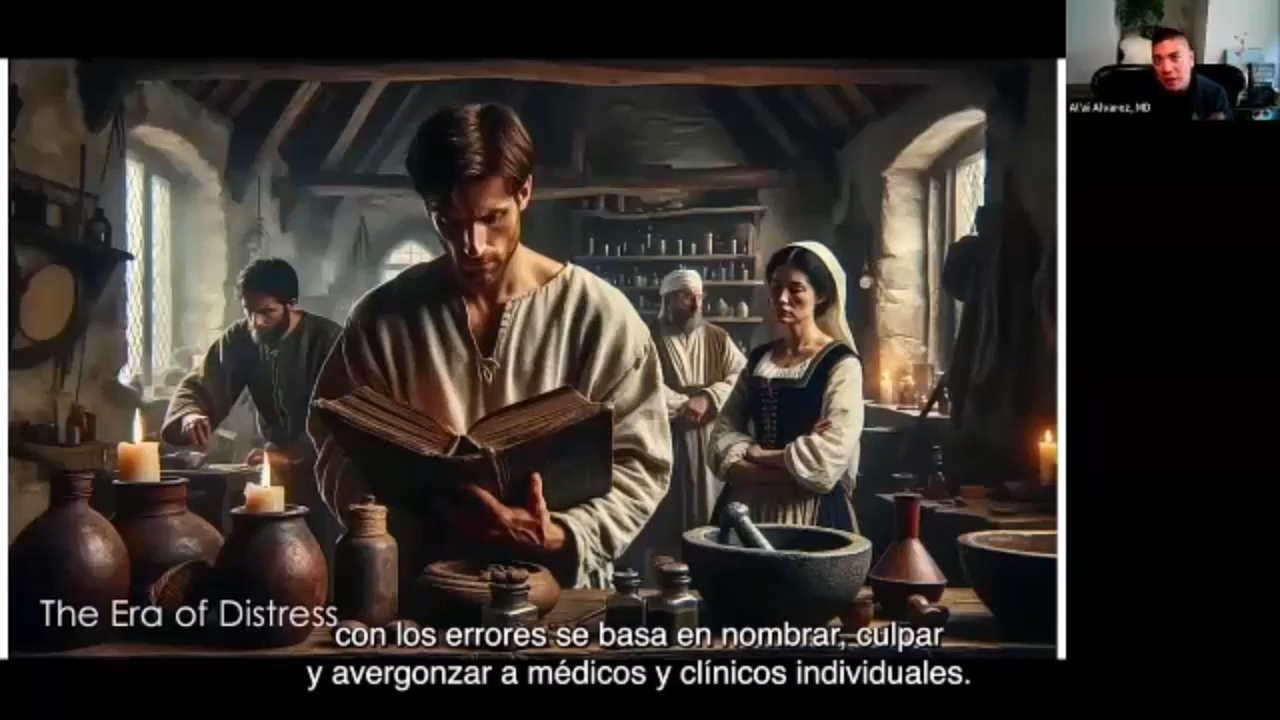 Al'ai Alvarez, MD
The Era of Distress
con los errores se basa en nombrar, culpar
y avergonzar a médicos y clínicos individuales.